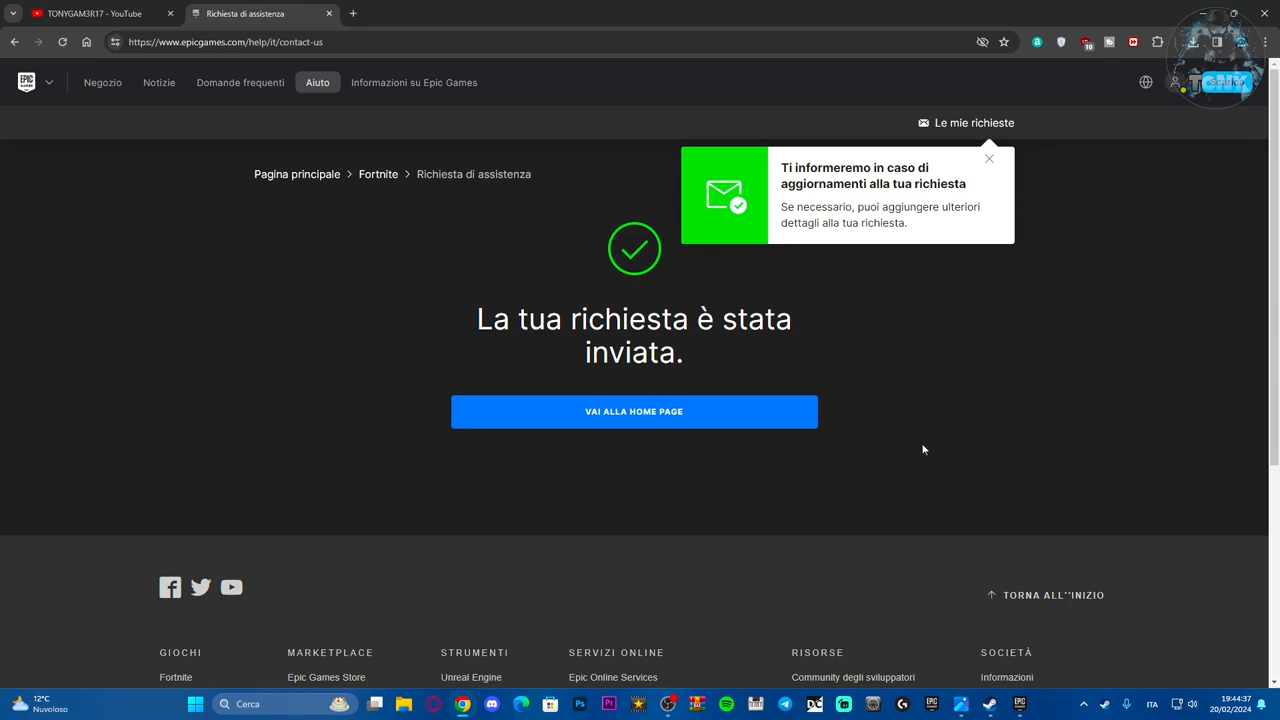 TONYGAM3R17 - YouTube
Richiesta di assistenza
https://www.epicgames.com/help/it/contact-us
10
EPIC GAMES
Negozio
Notizie
Domande frequenti
Aiuto
Informazioni su Epic Games
Le mie richieste
Pagina principale > Fortnite > Richiesta di assistenza
Ti informeremo in caso di
aggiornamenti alla tua richiesta
Se necessario, puoi aggiungere ulteriori
dettagli alla tua richiesta.
La tua richiesta è stata
inviata.
VAI ALLA HOME PAGE
TORNA ALL''INIZIO
GIOCHI
MARKETPLACE
STRUMENTI
SERVIZI ONLINE
RISORSE
SOCIETÀ
Fortnite
Epic Games Store
Unreal Engine
Epic Online Services
Community degli sviluppatori
Informazioni
12°C
Nuvoloso
Cerca
ITA
19:44:37
20/02/2024